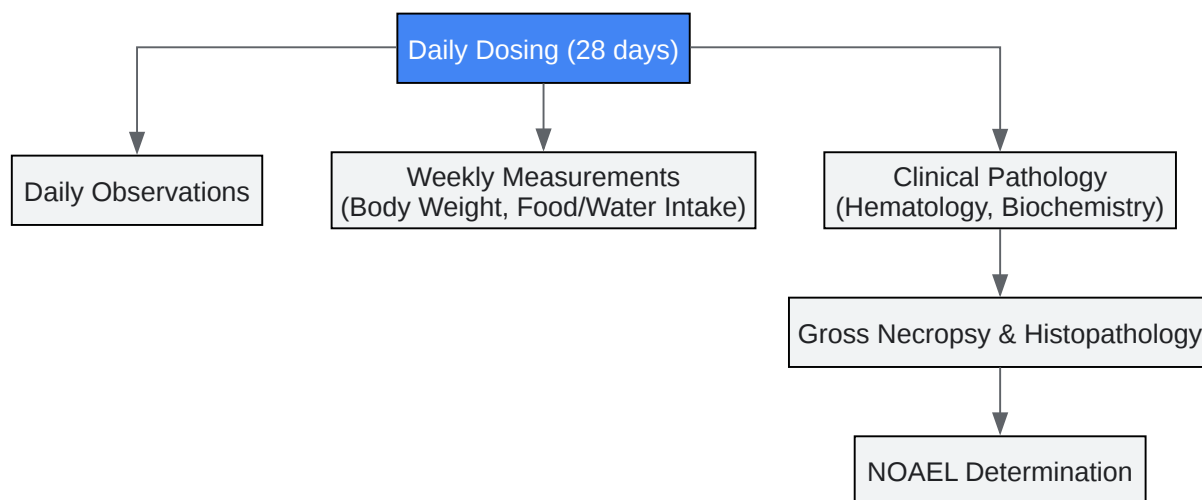 Daily Dosing (28 days)
Daily Observations
Weekly Measurements
(Body Weight, Food/Water Intake)
Clinical Pathology
(Hematology, Biochemistry)
Gross Necropsy & Histopathology
NOAEL Determination